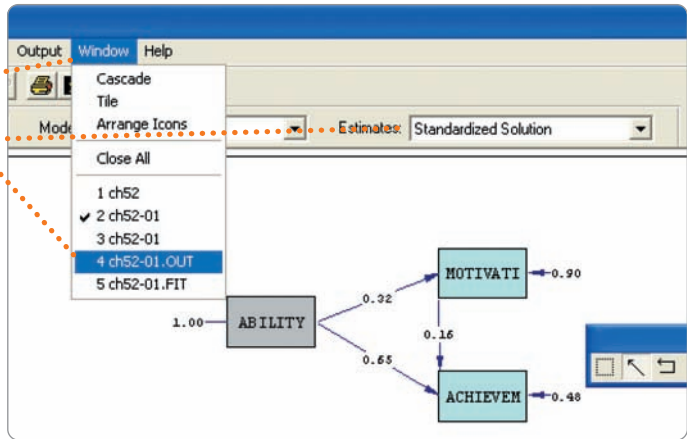 Output Window Help
Cascade
Tile
Arrange Icons
Close All
1 ch52
2 ch52-01
3 ch52-01
4 ch52-01.OUT
5 ch52-01.FIT
Mode
Estimates: Standardized Solution
MOTIVATI 0.90
0.32
1.00 ABILITY
0.16
0.65
ACHIEVEM 0.48